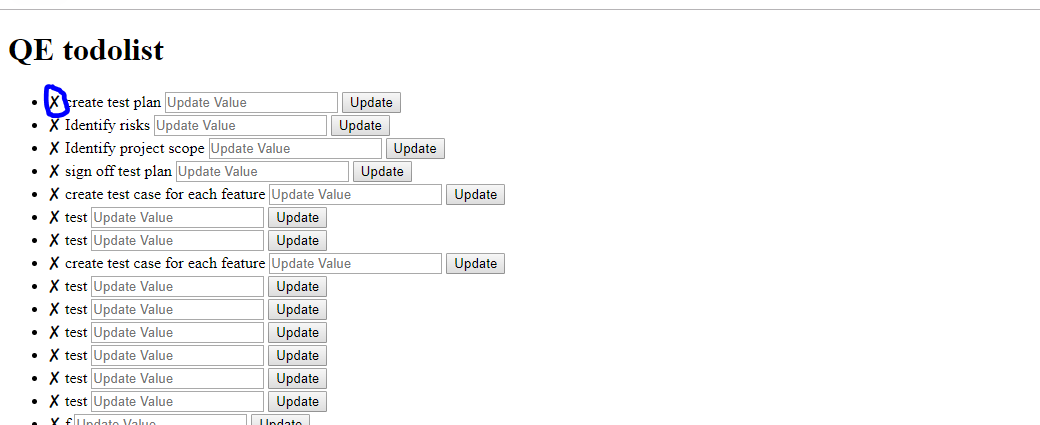 QE todolist
✗ create test plan Update Value Update
✗ Identify risks Update Value Update
✗ Identify project scope Update Value Update
✗ sign off test plan Update Value Update
✗ create test case for each feature Update Value Update
✗ test Update Value Update
✗ test Update Value Update
✗ create test case for each feature Update Value Update
✗ test Update Value Update
✗ test Update Value Update
✗ test Update Value Update
✗ test Update Value Update
✗ test Update Value Update
✗ test Update Value Update
✗ f Update Value Update